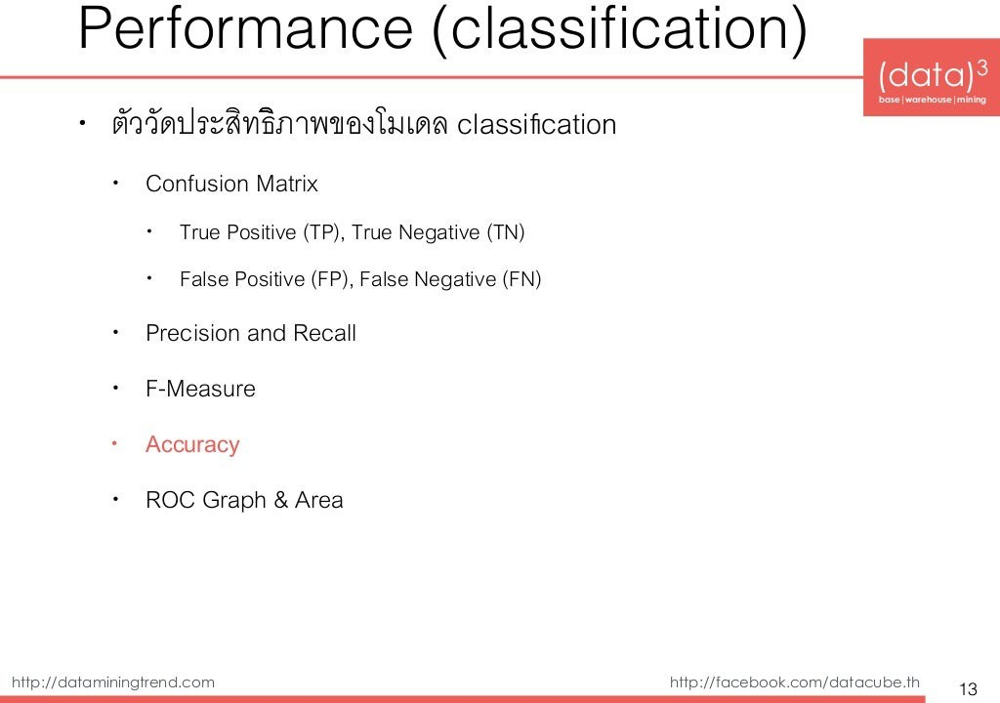 Performance (classification)
(data)3
base|warehouse|mining
• ตัววัดประสิทธิภาพของโมเดล classification
• Confusion Matrix
• True Positive (TP), True Negative (TN)
• False Positive (FP), False Negative (FN)
• Precision and Recall
• F-Measure
• Accuracy
• ROC Graph & Area
http://dataminingtrend.com
http://facebook.com/datacube.th
13